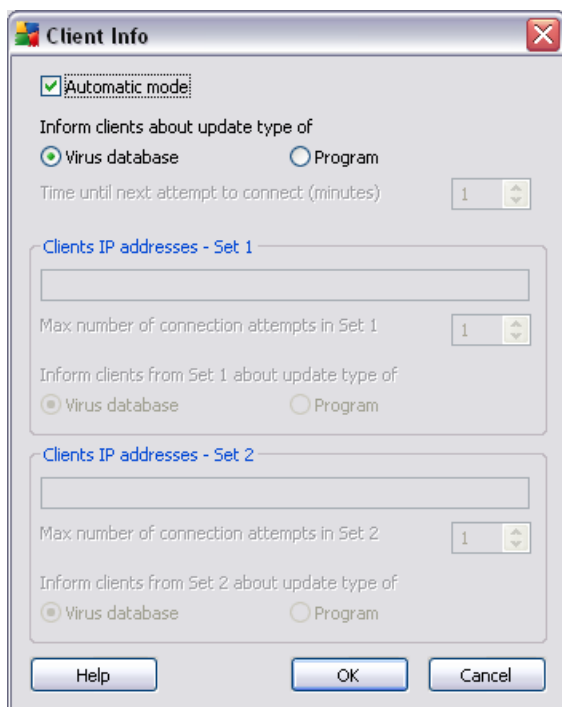 Client Info
Automatic mode
Inform clients about update type of
Virus database Program
Time until next attempt to connect (minutes) 1
Clients IP addresses - Set 1
Max number of connection attempts in Set 1 1
Inform clients from Set 1 about update type of
Virus database Program
Clients IP addresses - Set 2
Max number of connection attempts in Set 2 1
Inform clients from Set 2 about update type of
Virus database Program
Help OK Cancel